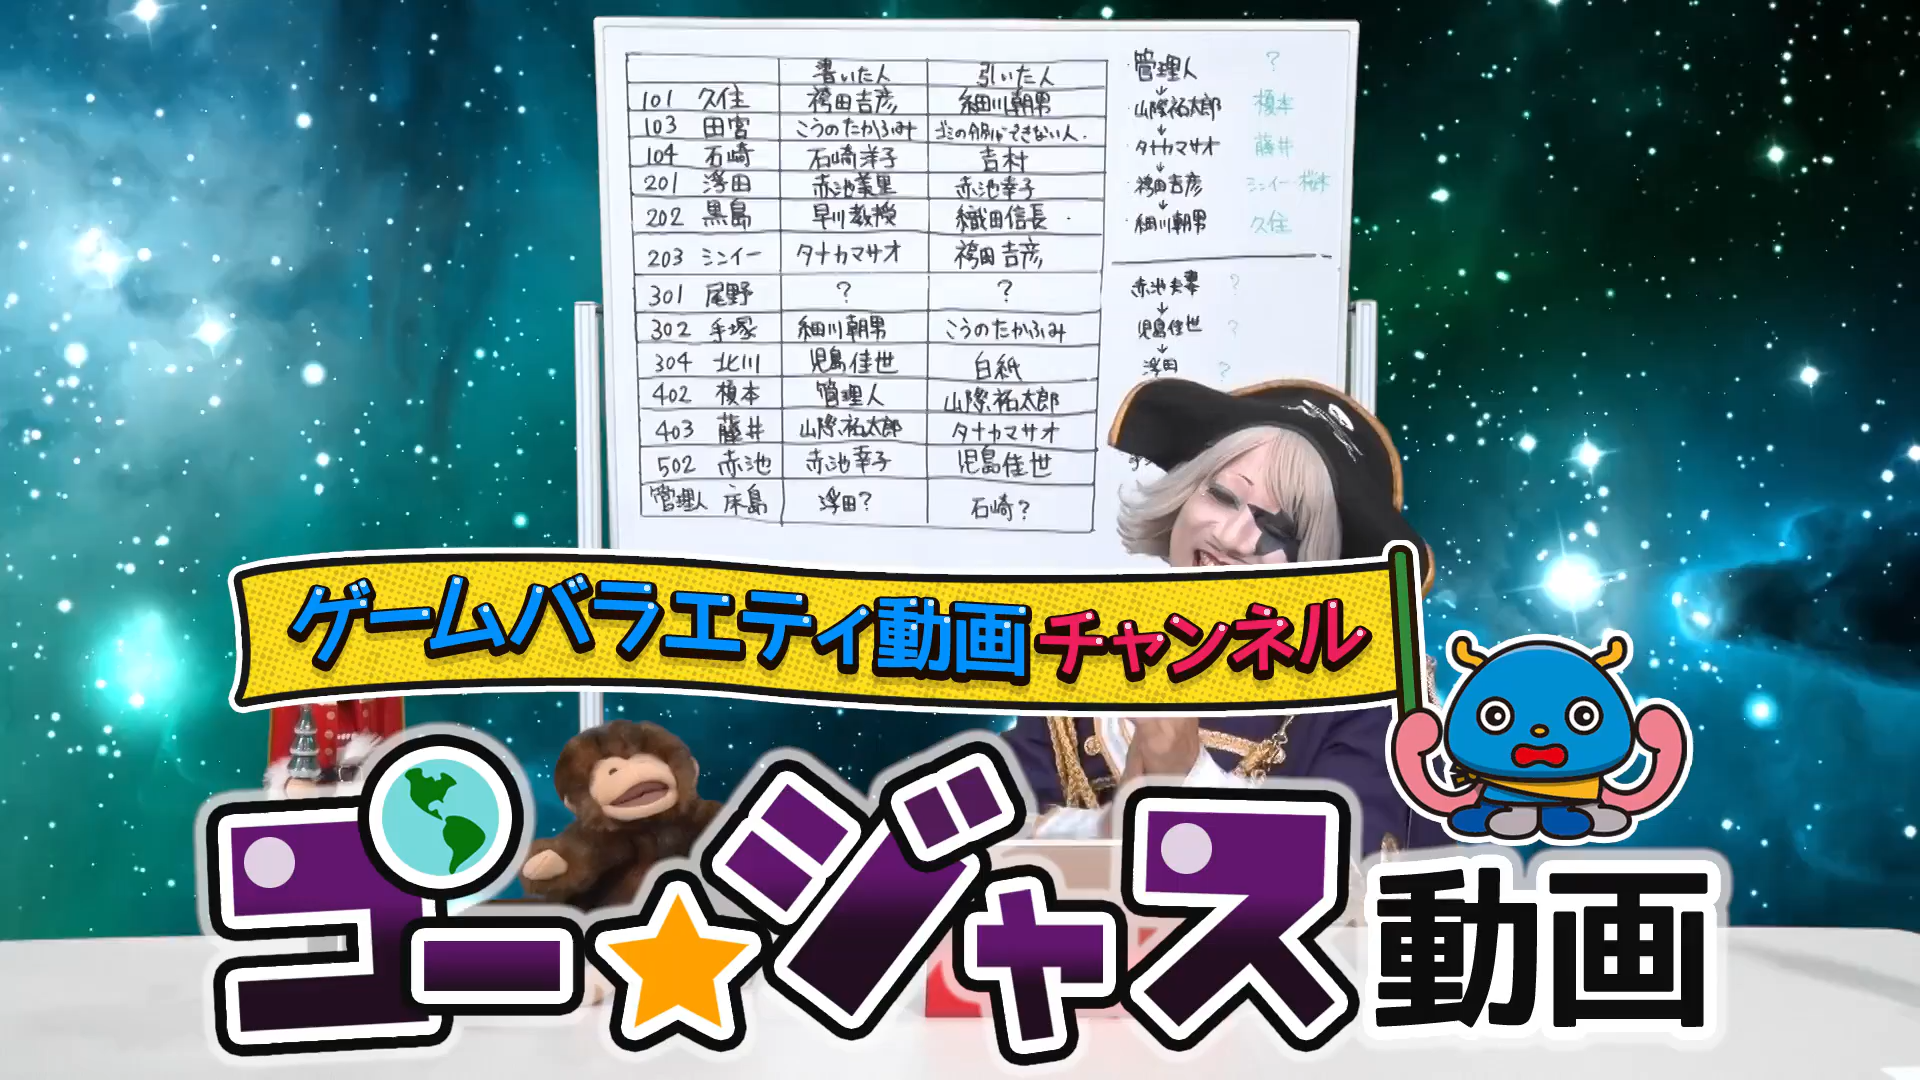 書いた人 引いた人
101 久住 袴田吉彦 細川朝男
103 田宮 こうのたかふみ ゴミの分別ができない人.
104 石崎 石崎洋子 吉村
201 浮田 赤池美里 赤池幸子
202 黒島 早川教授 織田信長
203 シンイー タナカマサオ 袴田吉彦
301 尾野 ? ?
302 手塚 細川朝男 こうのたかふみ
304 北川 児島佳世 白紙
402 榎本 管理人 山際祐太郎
403 藤井 山際祐太郎 タナカマサオ
502 赤池 赤池幸子 児島佳世
管理人 床島 浮田? 石崎?
管理人 ?
↓
山際祐太郎 榎本
↓
タナカマサオ 藤井
↓
袴田吉彦 シンイー 桜木
↓
細川朝男 久住
赤池夫妻 ?
↓
児島佳世 ?
↓
浮田 ?
ゲームバラエティ動画チャンネル
ゴー★ジャス動画